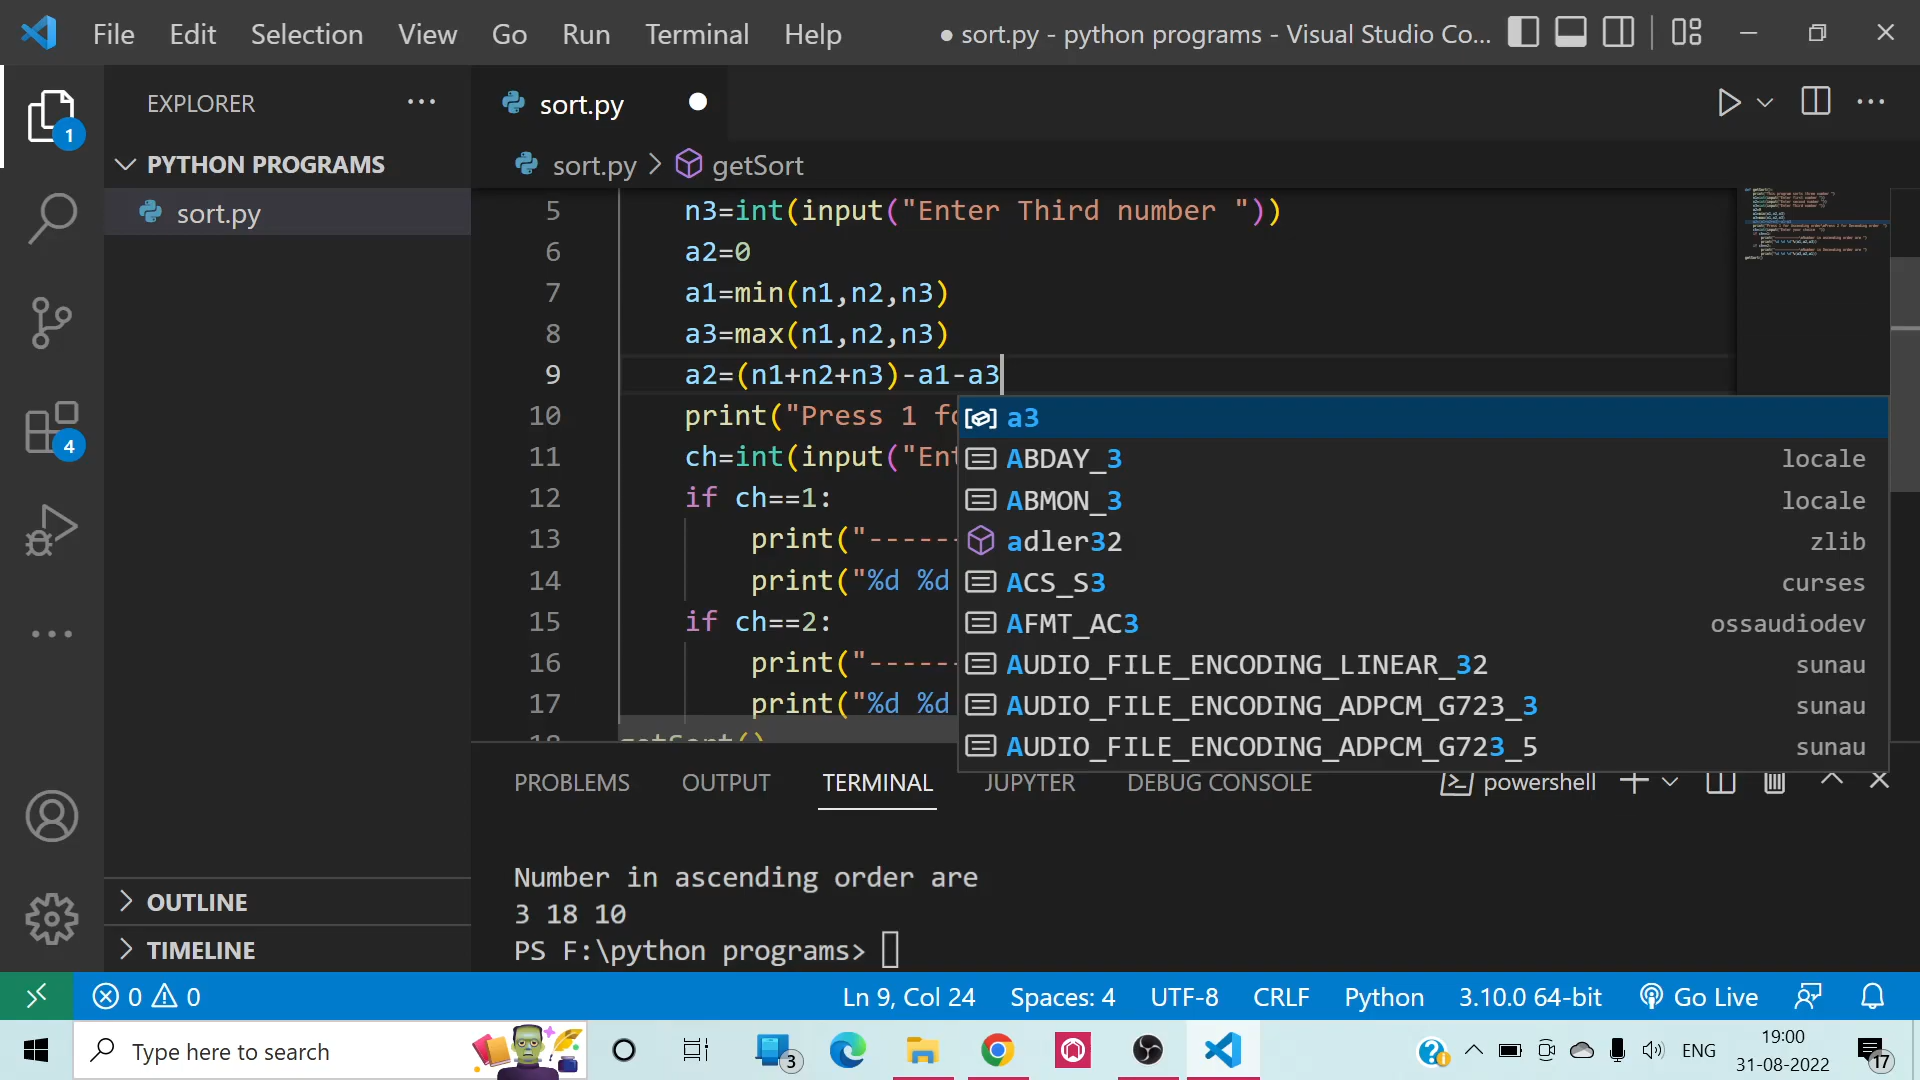 File Edit Selection View Go Run Terminal Help ● sort.py - python programs - Visual Studio Co...
EXPLORER
PYTHON PROGRAMS
sort.py
1
4
sort.py
sort.py > getSort
5 n3=int(input("Enter Third number "))
6 a2=0
7 a1=min(n1,n2,n3)
8 a3=max(n1,n2,n3)
9 a2=(n1+n2+n3)-a1-a3
10 print("Press 1 fo
11 ch=int(input("Ent
12 if ch==1:
13 print("------
14 print("%d %d
15 if ch==2:
16 print("------
17 print("%d %d
18 getSort()
a3
ABDAY_3 locale
ABMON_3 locale
adler32 zlib
ACS_S3 curses
AFMT_AC3 ossaudiodev
AUDIO_FILE_ENCODING_LINEAR_32 sunau
AUDIO_FILE_ENCODING_ADPCM_G723_3 sunau
AUDIO_FILE_ENCODING_ADPCM_G723_5 sunau
PROBLEMS OUTPUT TERMINAL JUPYTER DEBUG CONSOLE powershell
Number in ascending order are
3 18 10
PS F:\python programs>
OUTLINE
TIMELINE
0 0 Ln 9, Col 24 Spaces: 4 UTF-8 CRLF Python 3.10.0 64-bit Go Live
Type here to search
3
ENG
19:00
31-08-2022
17